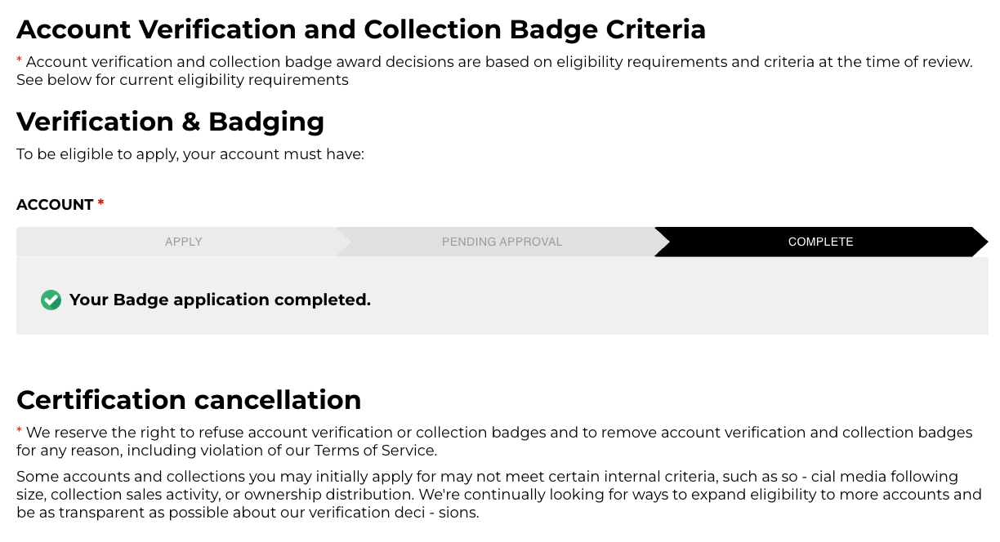 Account Verification and Collection Badge Criteria
* Account verification and collection badge award decisions are based on eligibility requirements and criteria at the time of review.
See below for current eligibility requirements
Verification & Badging
To be eligible to apply, your account must have:
ACCOUNT *
APPLY
PENDING APPROVAL
COMPLETE
Your Badge application completed.
Certification cancellation
* We reserve the right to refuse account verification or collection badges and to remove account verification and collection badges
for any reason, including violation of our Terms of Service.
Some accounts and collections you may initially apply for may not meet certain internal criteria, such as so - cial media following
size, collection sales activity, or ownership distribution. We're continually looking for ways to expand eligibility to more accounts and
be as transparent as possible about our verification deci - sions.